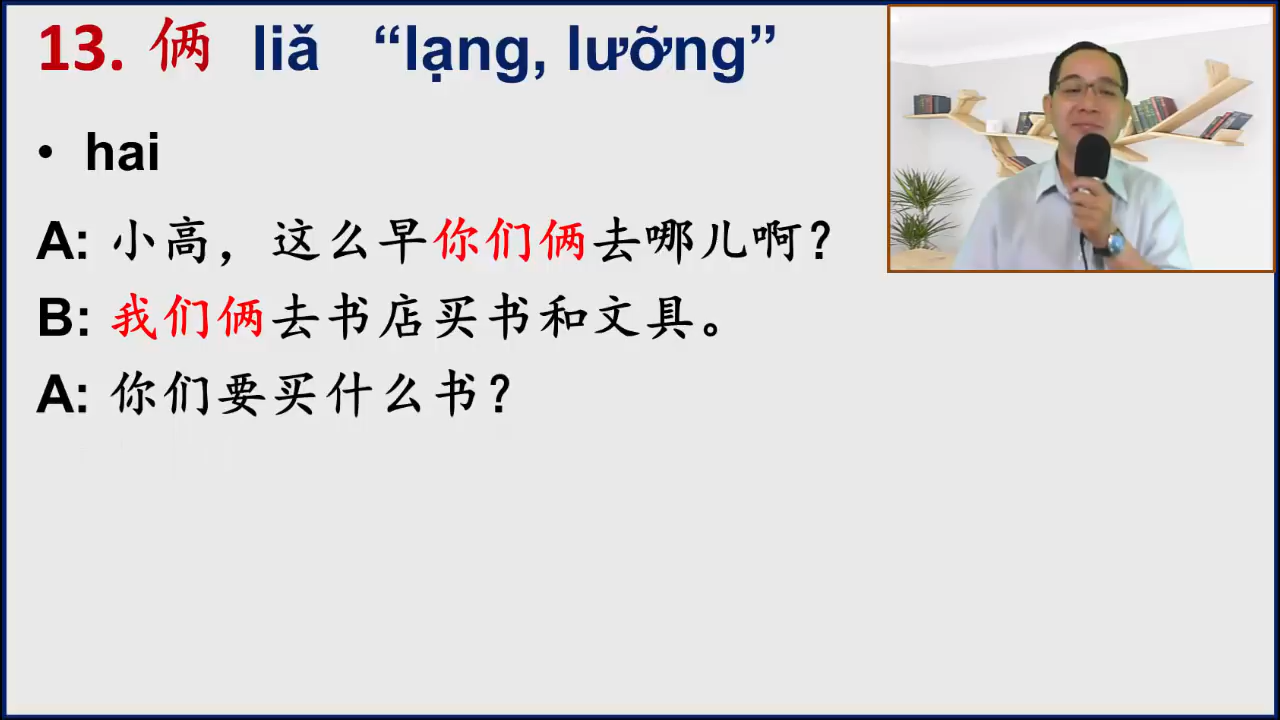 13. 俩 liǎ “lạng, lưỡng”
• hai
A: 小高，这么早你们俩去哪儿啊？
B: 我们俩去书店买书和文具。
A: 你们要买什么书？